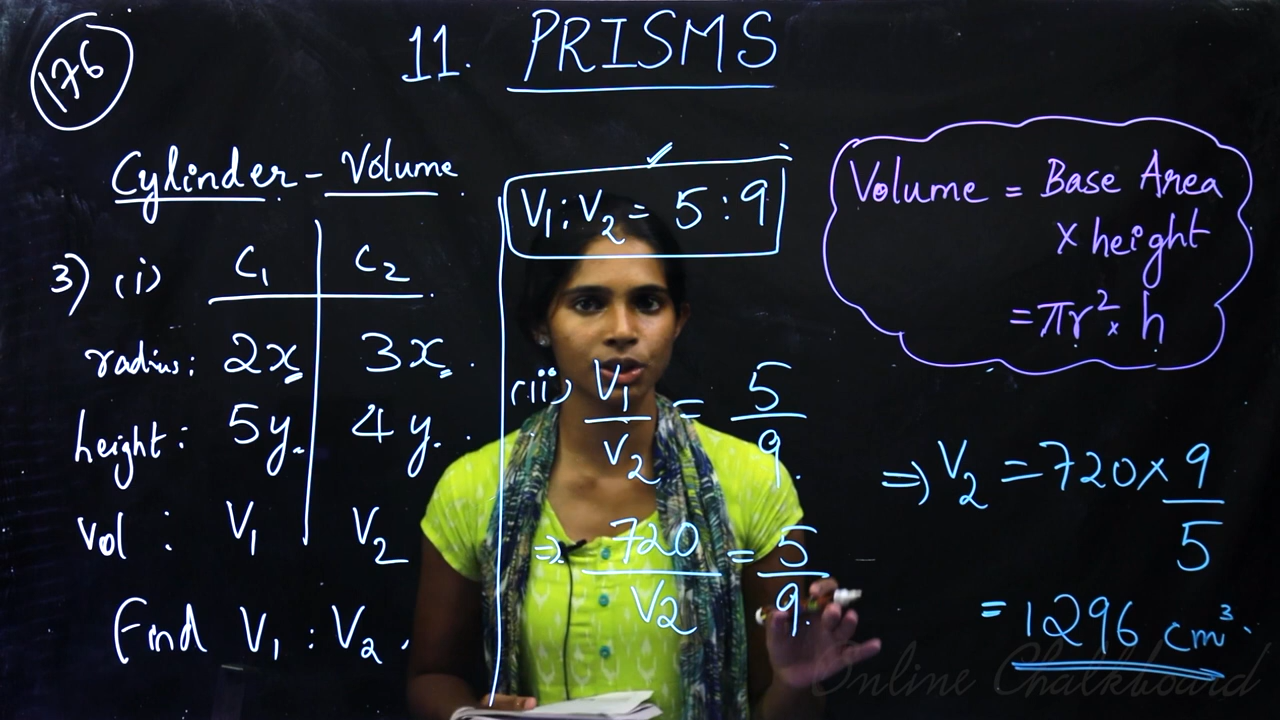 176
11. PRISMS
Cylinder - Volume
3) (i) C₁ C₂
radius: 2x 3x.
height: 5y. 4y.
Vol : V₁ V₂
Find V₁ : V₂.
V₁ : V₂ = 5 : 9 ✓
(ii) V₁/V₂ = 5/9.
⇒ 720/V2 = 5/9.
Volume = Base Area
× height
= πr² × h
⇒ V₂ = 720 × 9/5
= 1296 cm³.
Online Chalkboard